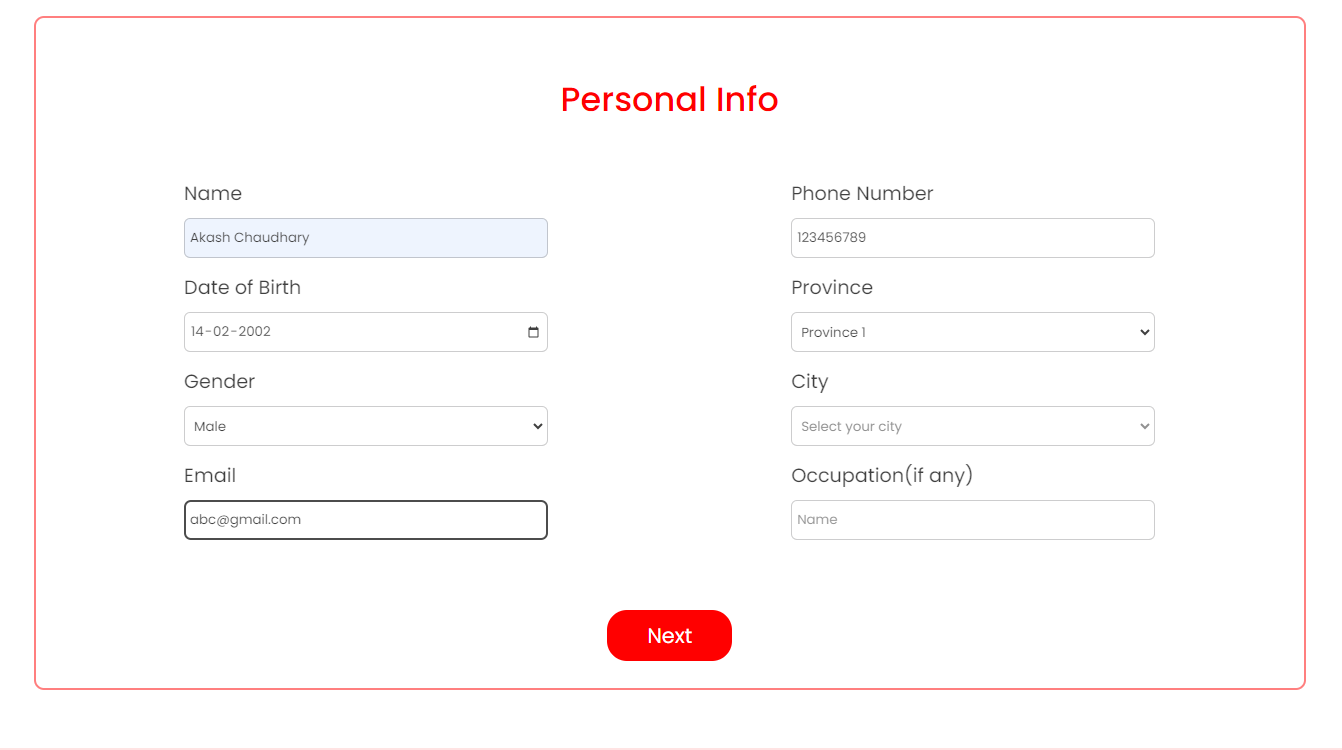 Personal Info
Name
Phone Number
Akash Chaudhary
123456789
Date of Birth
Province
14-02-2002
Province 1
Gender
City
Male
Select your city
Email
Occupation(if any)
abc@gmail.com
Name
Next